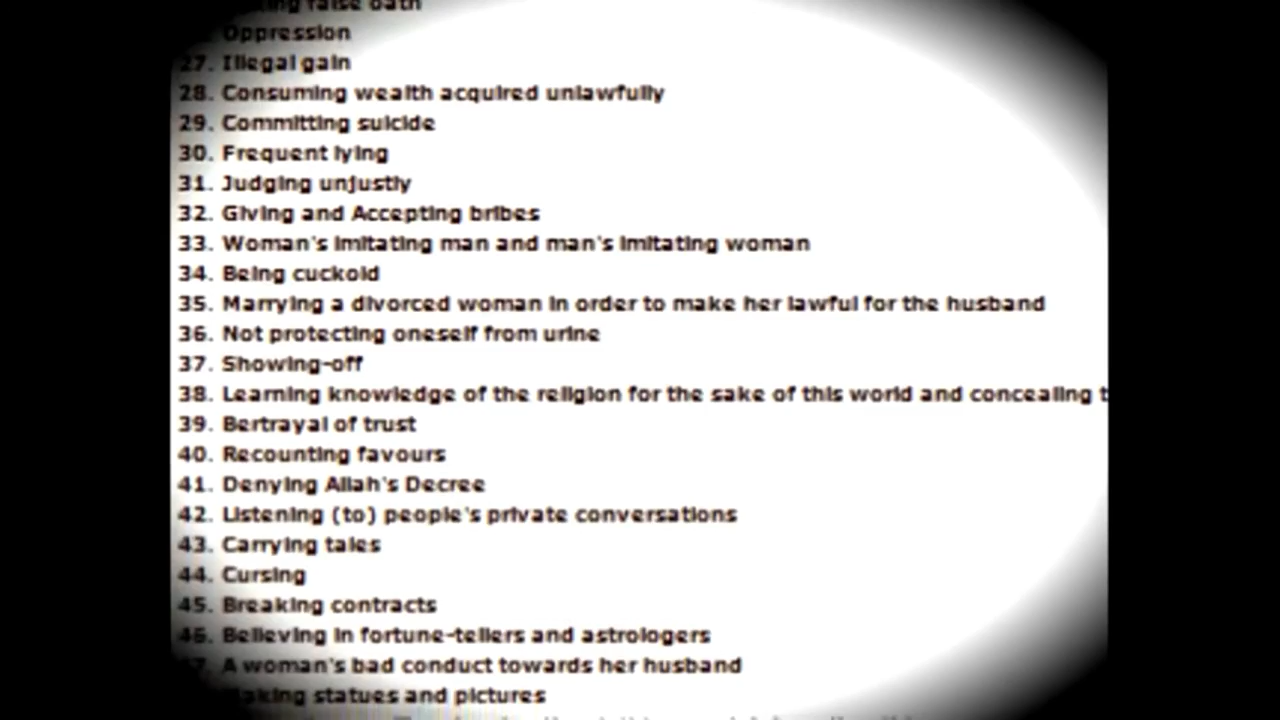 false oath
Oppression
27. Illegal gain
28. Consuming wealth acquired unlawfully
29. Committing suicide
30. Frequent lying
31. Judging unjustly
32. Giving and Accepting bribes
33. Woman's imitating man and man's imitating woman
34. Being cuckold
35. Marrying a divorced woman in order to make her lawful for the husband
36. Not protecting oneself from urine
37. Showing-off
38. Learning knowledge of the religion for the sake of this world and concealing t
39. Bertrayal of trust
40. Recounting favours
41. Denying Allah's Decree
42. Listening (to) people's private conversations
43. Carrying tales
44. Cursing
45. Breaking contracts
46. Believing in fortune-tellers and astrologers
47. A woman's bad conduct towards her husband
Making statues and pictures